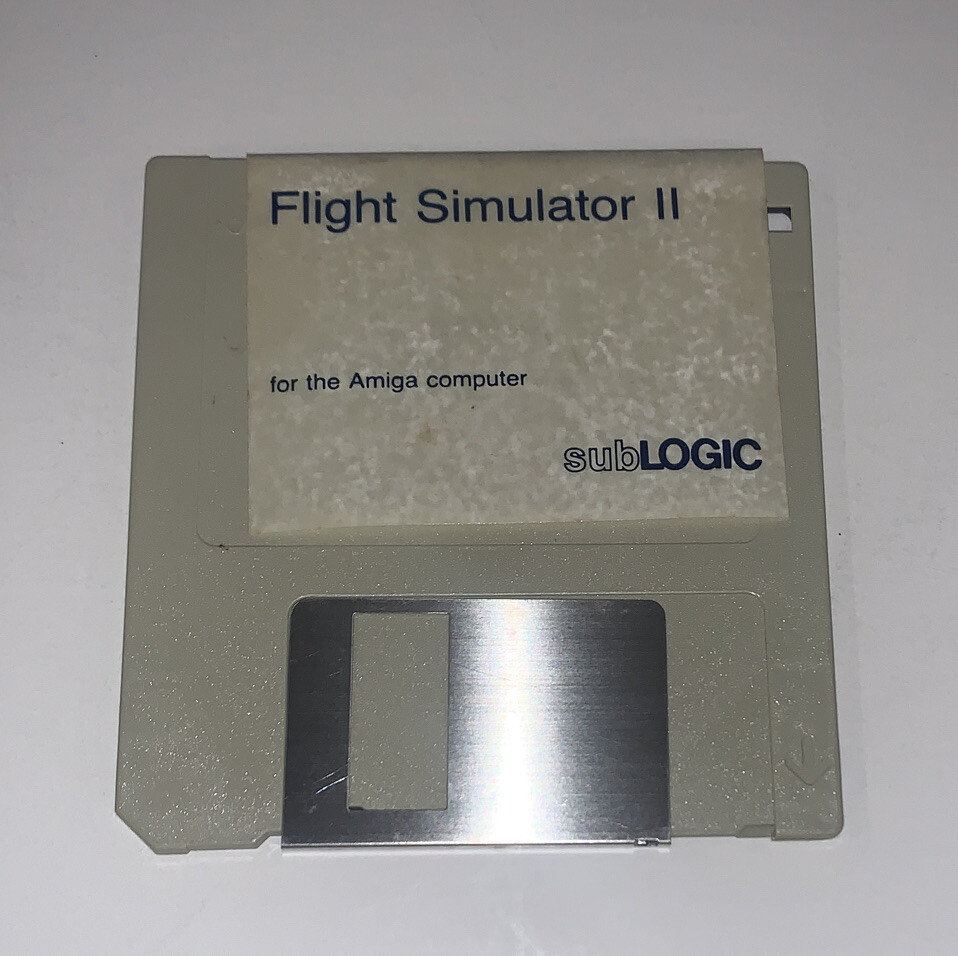 Flight Simulator II
for the Amiga computer
subLOGIC